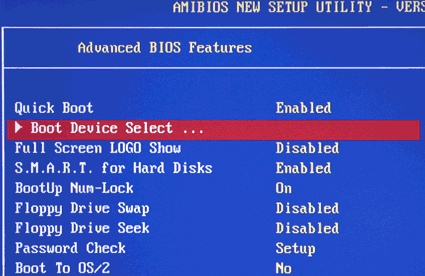 AMIBIOS NEW SETUP UTILITY - VERS
Advanced BIOS Features
Quick Boot Enabled
Boot Device Select ...
Full Screen LOGO Show Disabled
S.M.A.R.T. for Hard Disks Enabled
BootUp Num-Lock On
Floppy Drive Swap Disabled
Floppy Drive Seek Disabled
Password Check Setup
Boot To OS/2 No